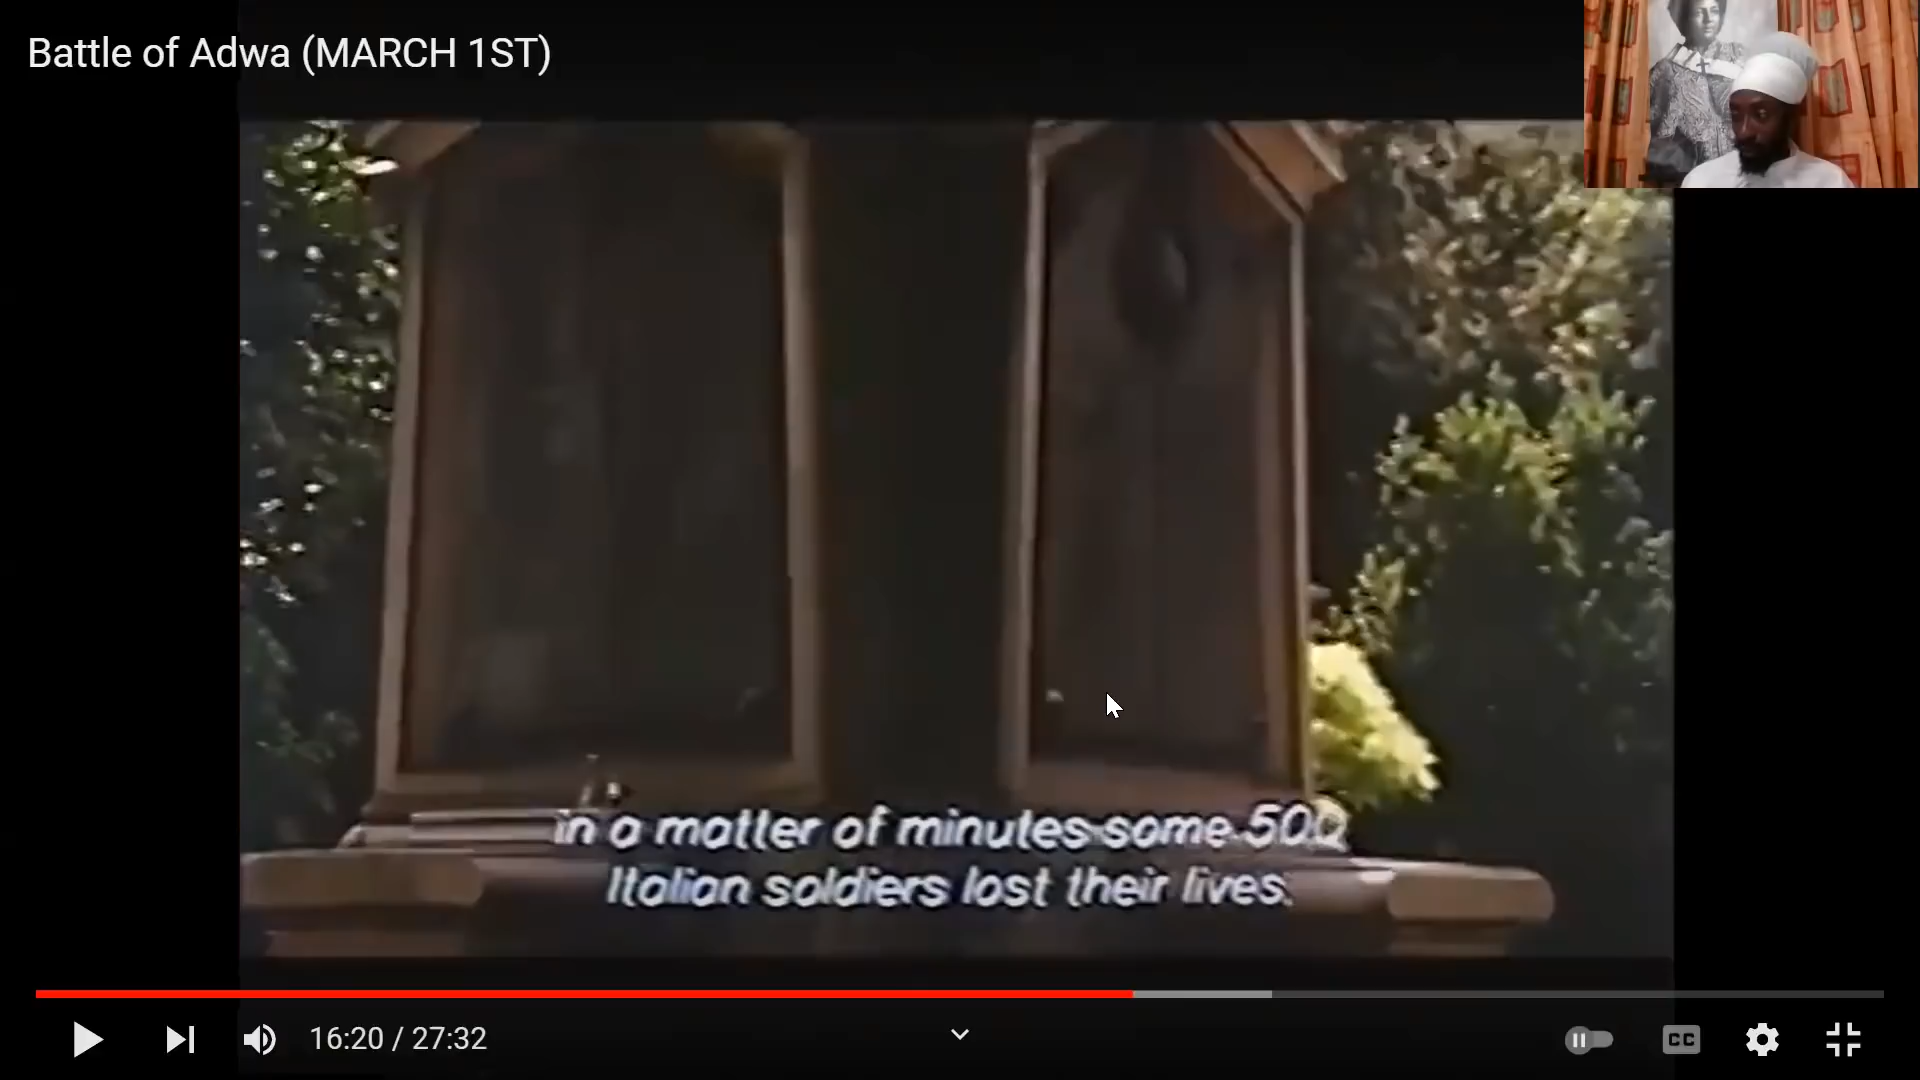 Battle of Adwa (MARCH 1ST)
in a matter of minutes some 500
Italian soldiers lost their lives.
16:20 / 27:32
CC